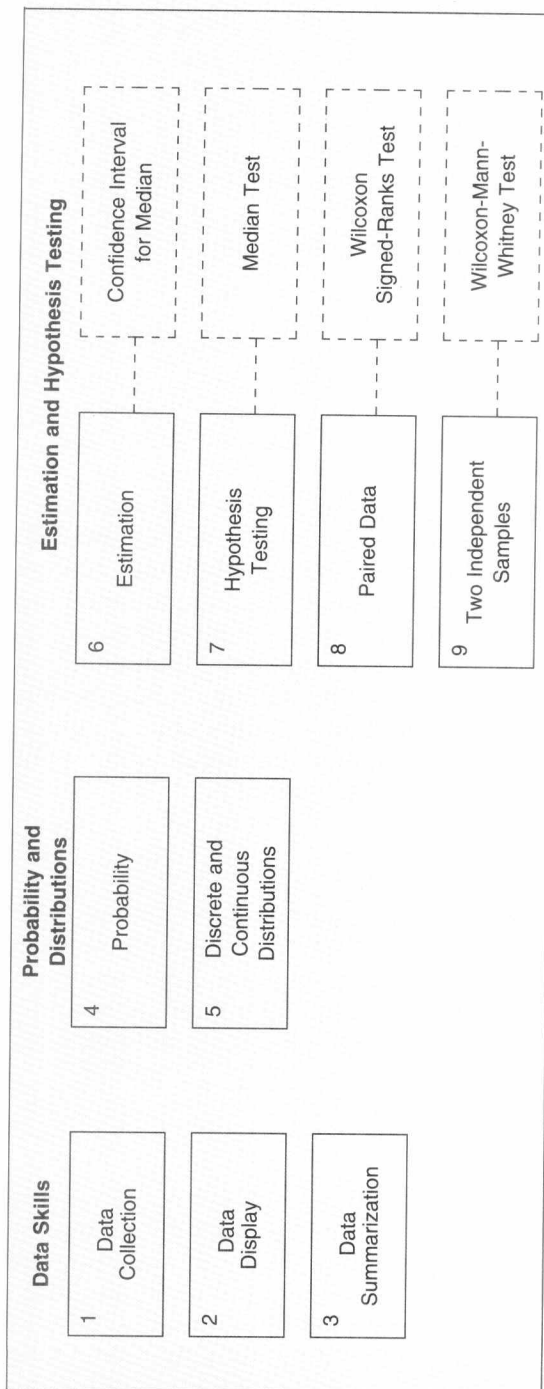 Data Skills
1
Data
Collection
2
Data
Display
3
Data
Summarization
Probability and
Distributions
4
Probability
5
Discrete and
Continuous
Distributions
Estimation and Hypothesis Testing
6
Estimation
Confidence Interval
for Median
7
Hypothesis
Testing
Median Test
8
Paired Data
Wilcoxon
Signed-Ranks Test
9
Two Independent
Samples
Wilcoxon-Mann-
Whitney Test